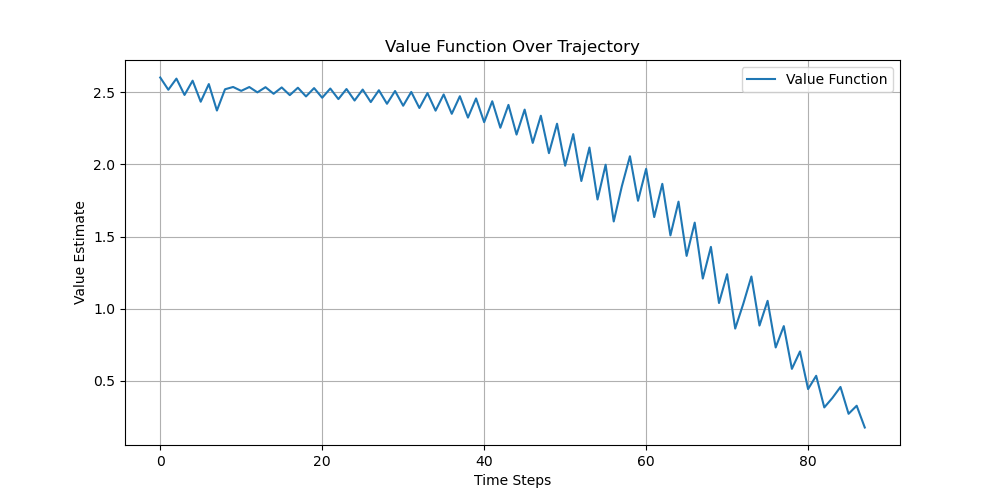 Value Function Over Trajectory
Value Function
Value Estimate
2.5
2.0
1.5
1.0
0.5
0 20 40 60 80
Time Steps